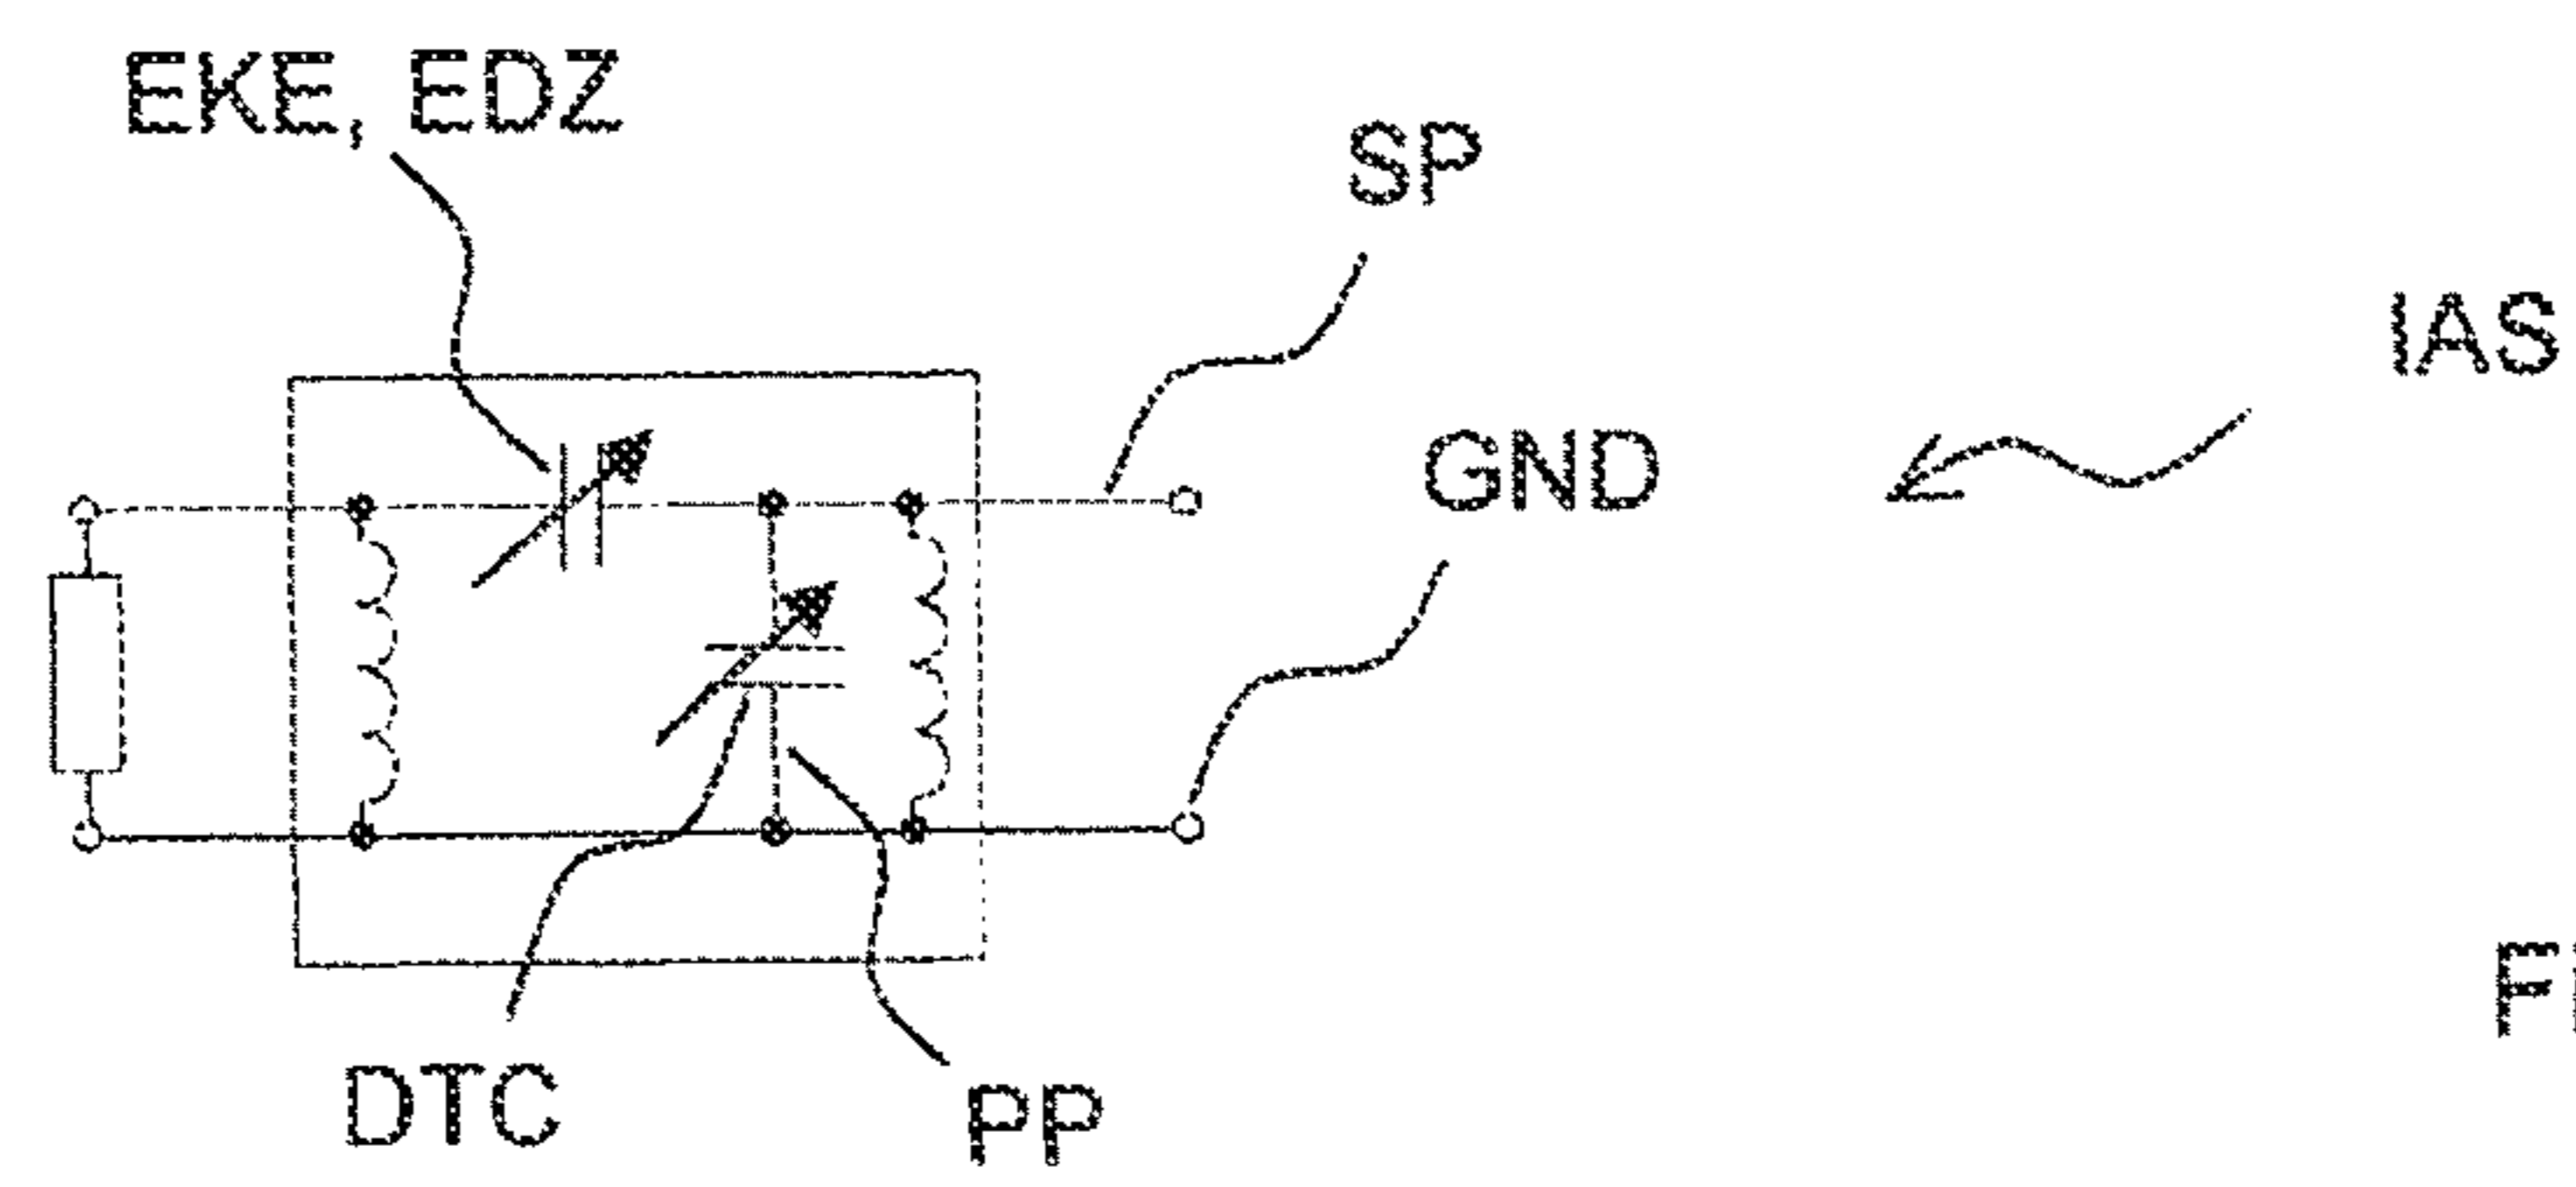 EKE, EDZ
SP
IAS
GND
DTC
PP